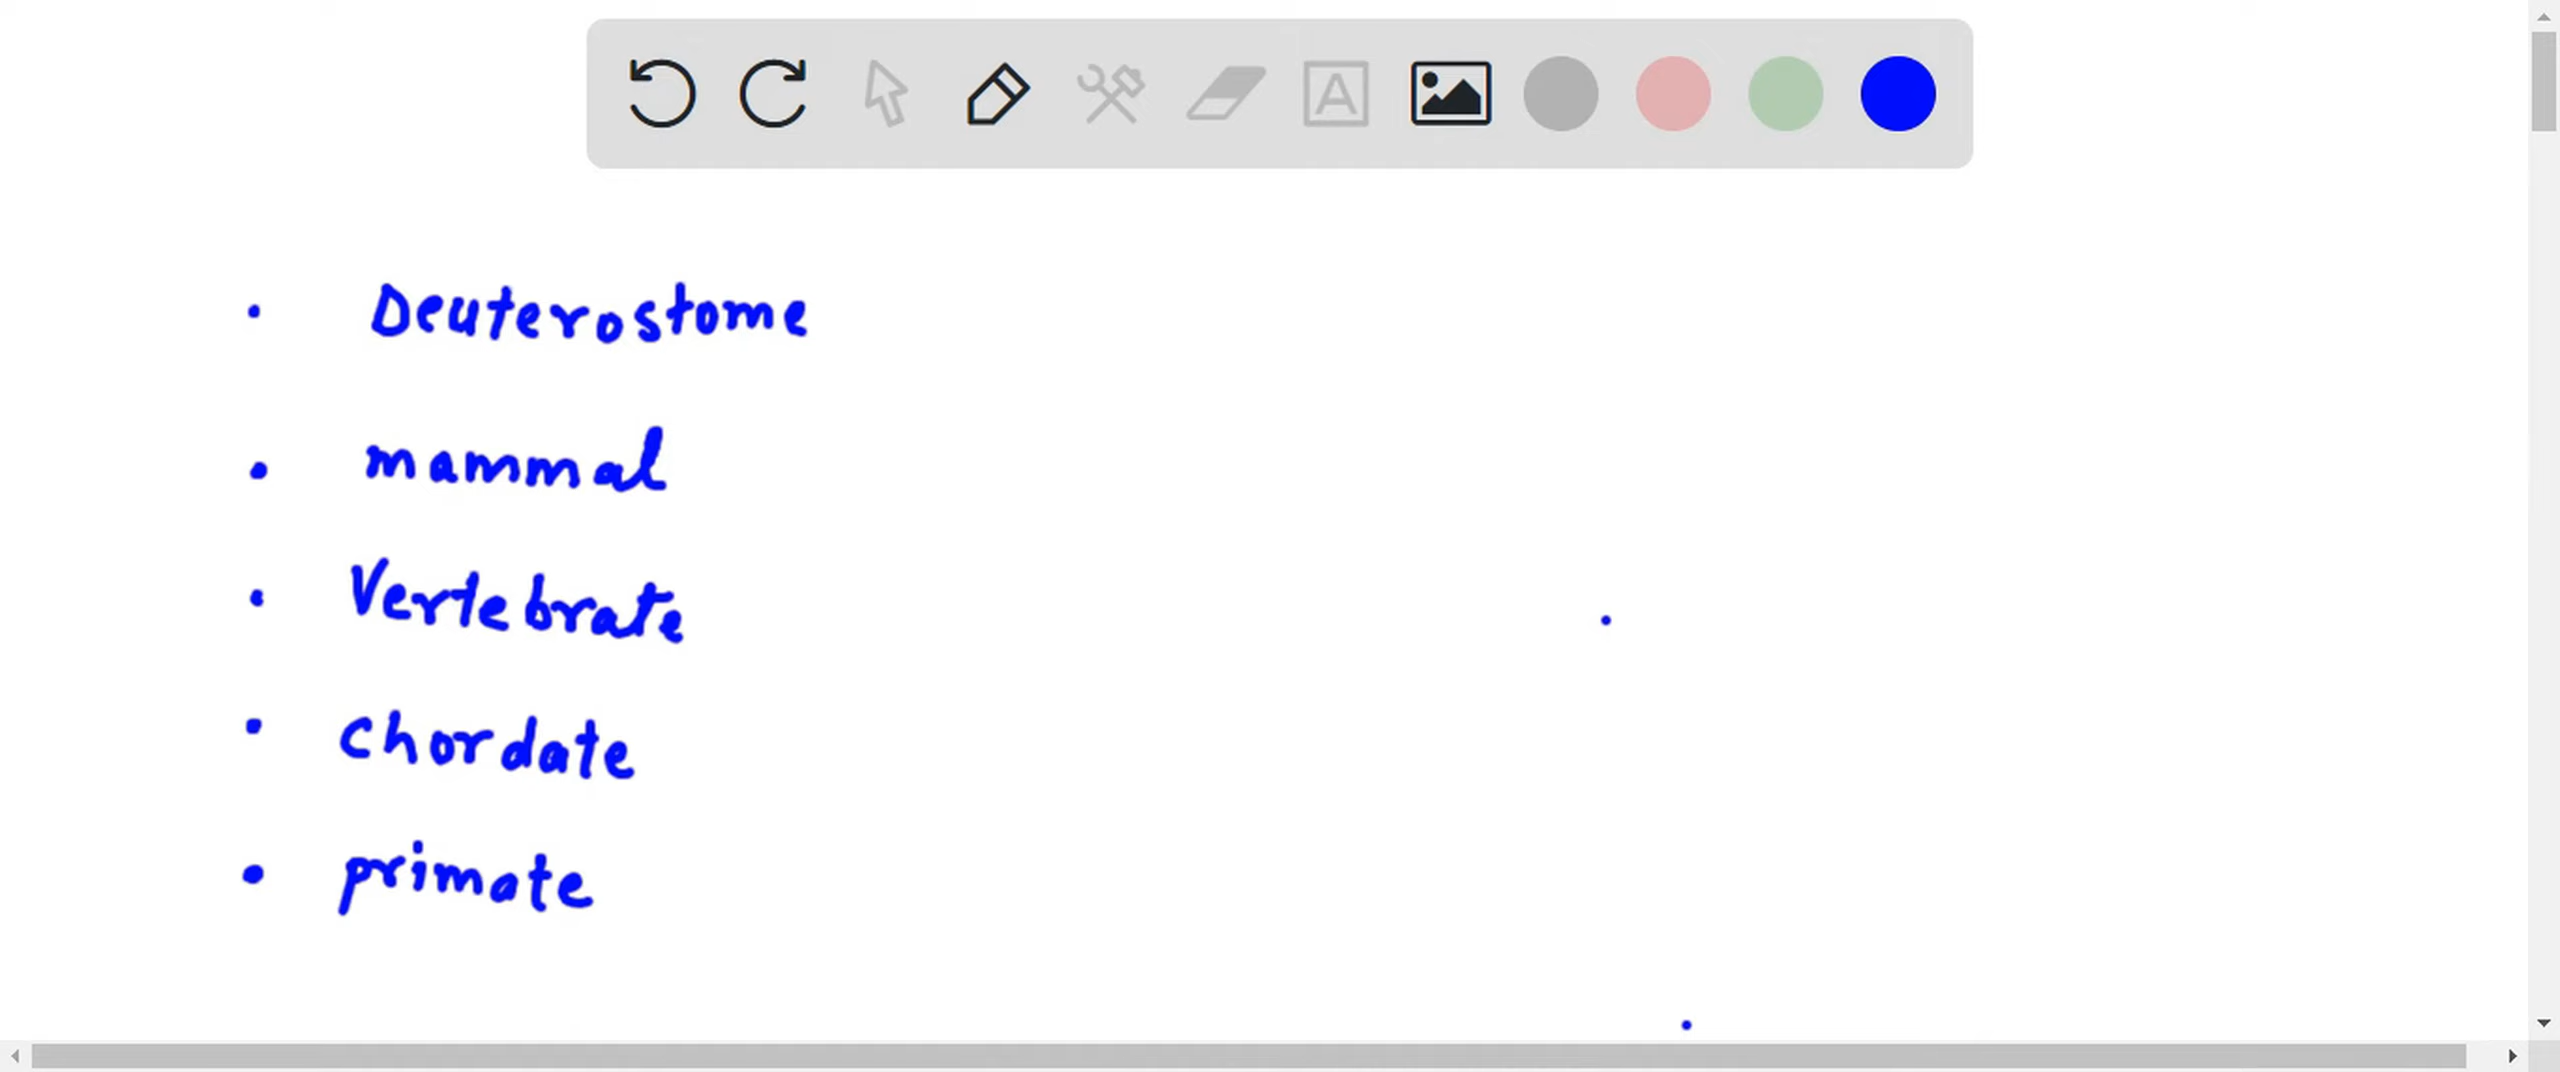 • Deuterostome
• mammal
• Vertebrate
• chordate
• primate